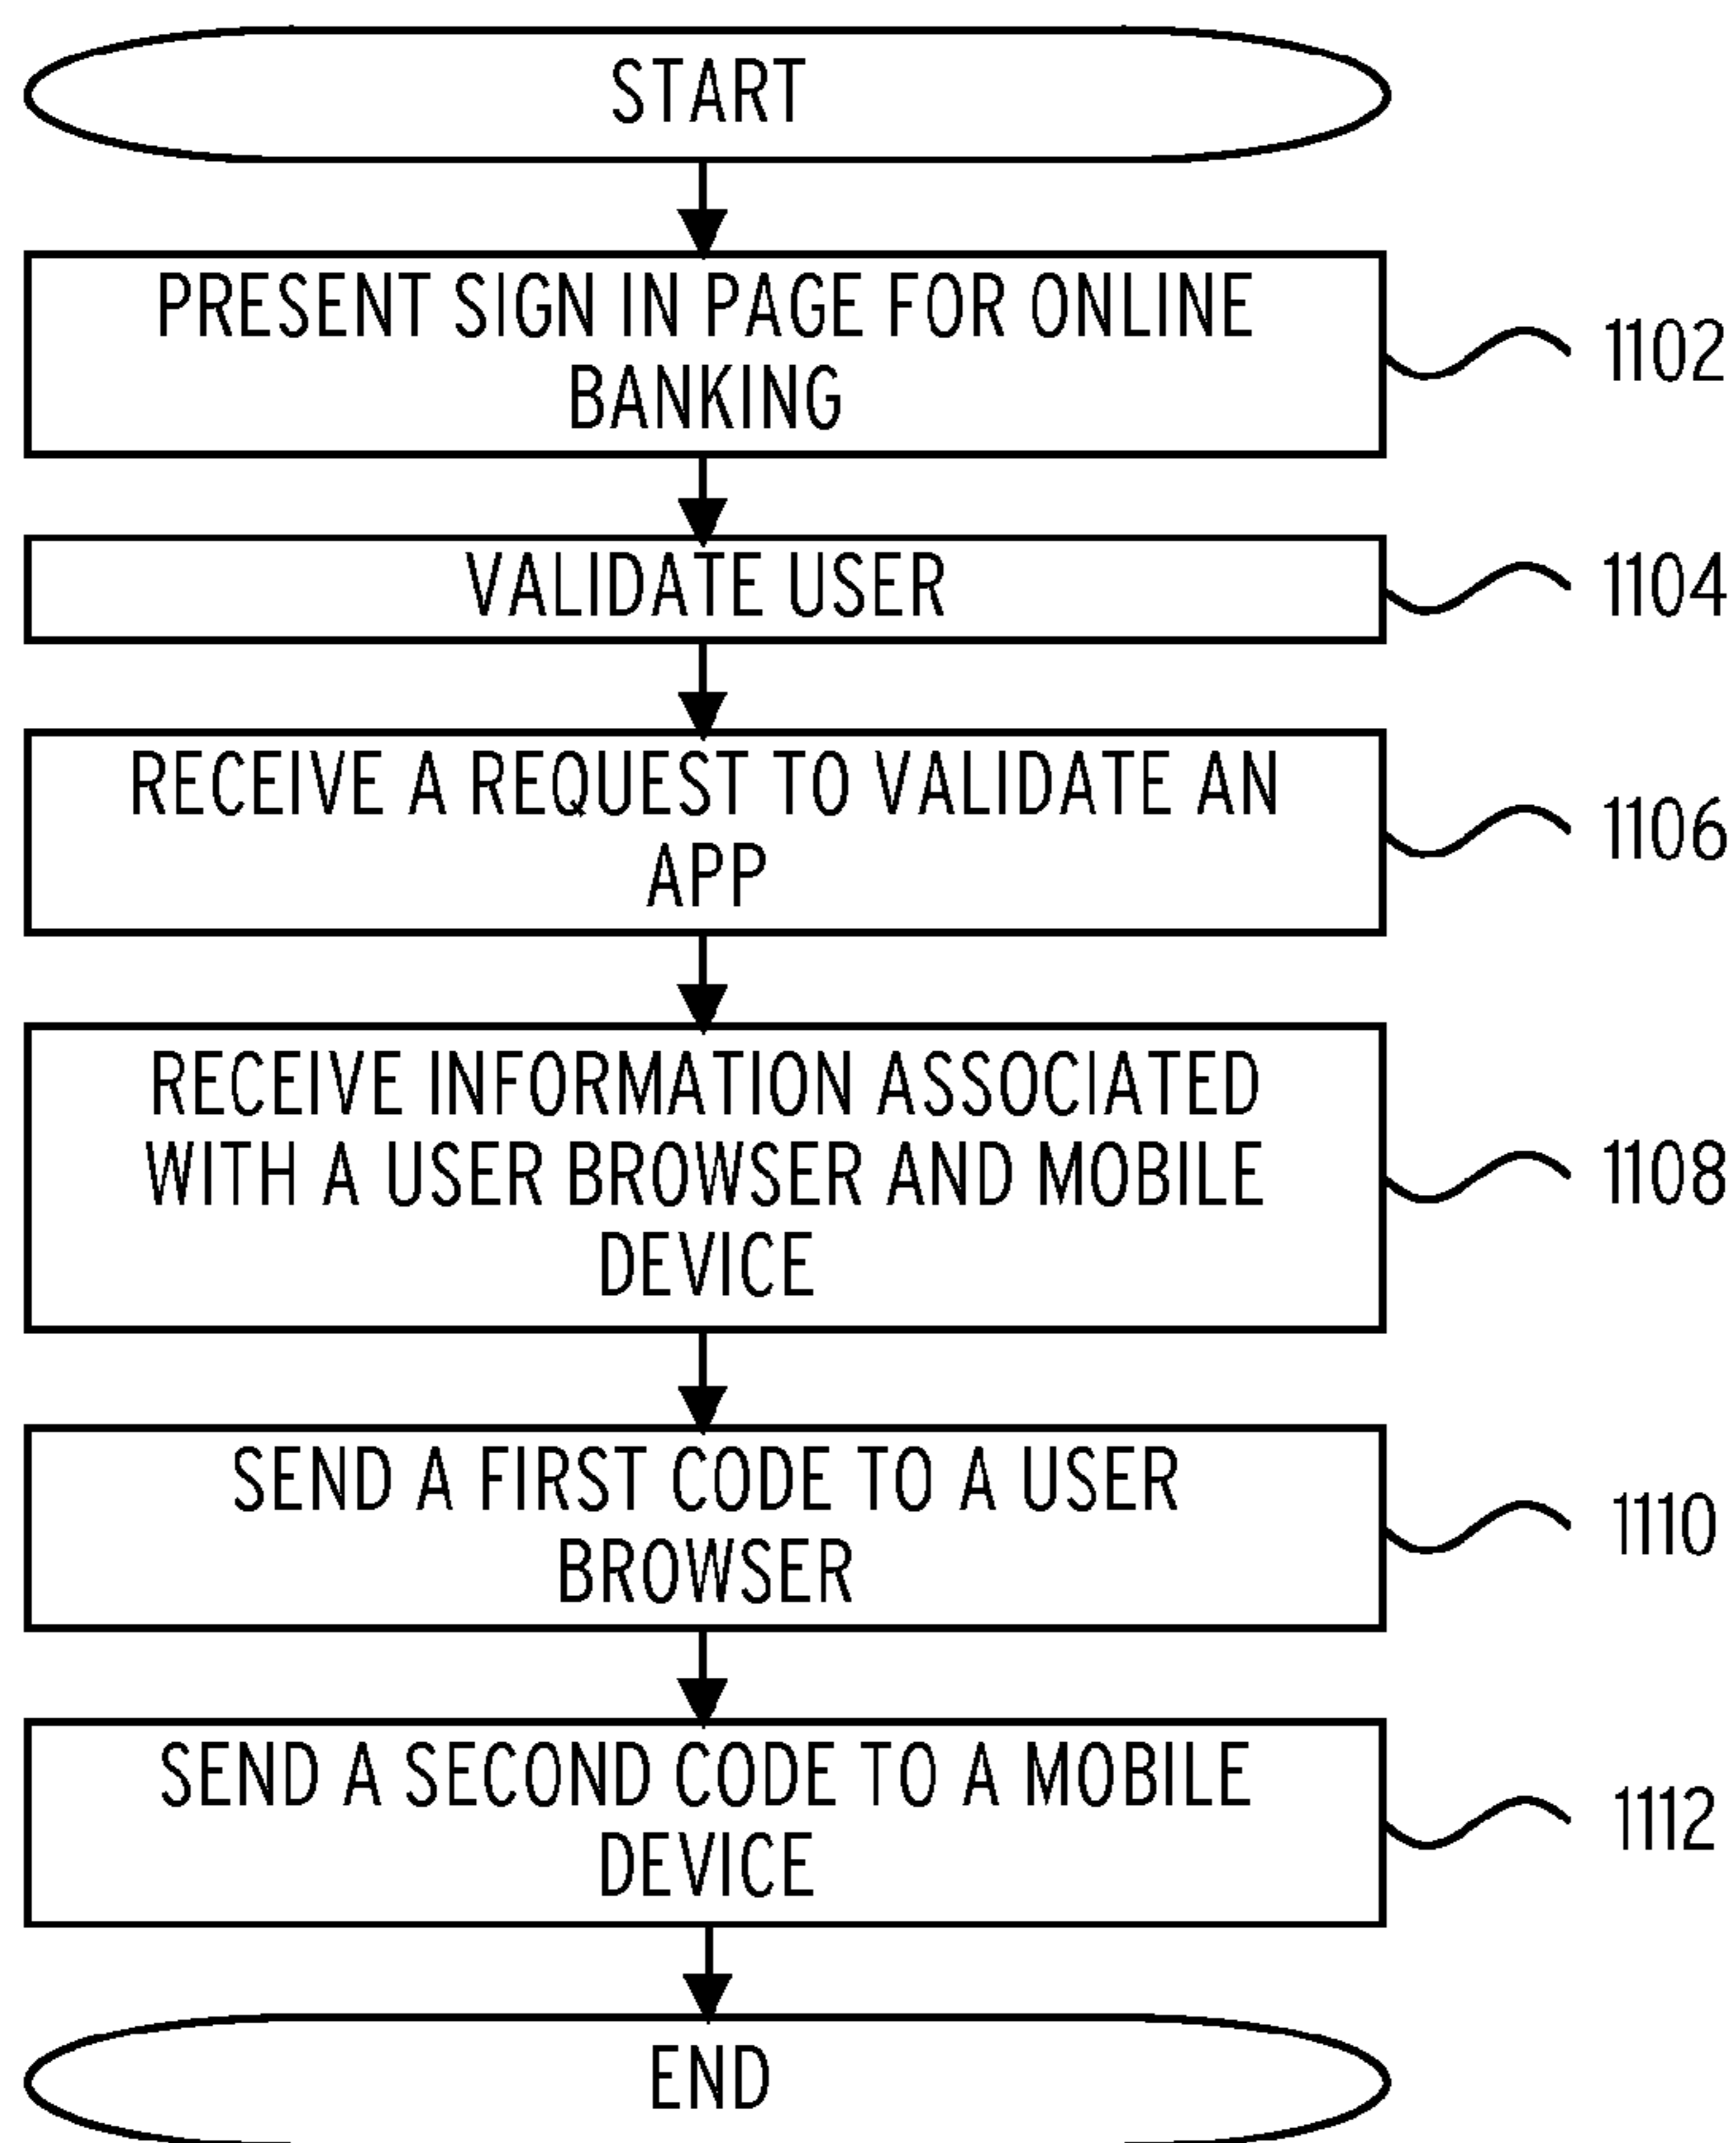 START
PRESENT SIGN IN PAGE FOR ONLINE
BANKING
1102
VALIDATE USER
1104
RECEIVE A REQUEST TO VALIDATE AN
APP
1106
RECEIVE INFORMATION ASSOCIATED
WITH A USER BROWSER AND MOBILE
DEVICE
1108
SEND A FIRST CODE TO A USER
BROWSER
1110
SEND A SECOND CODE TO A MOBILE
DEVICE
1112
END